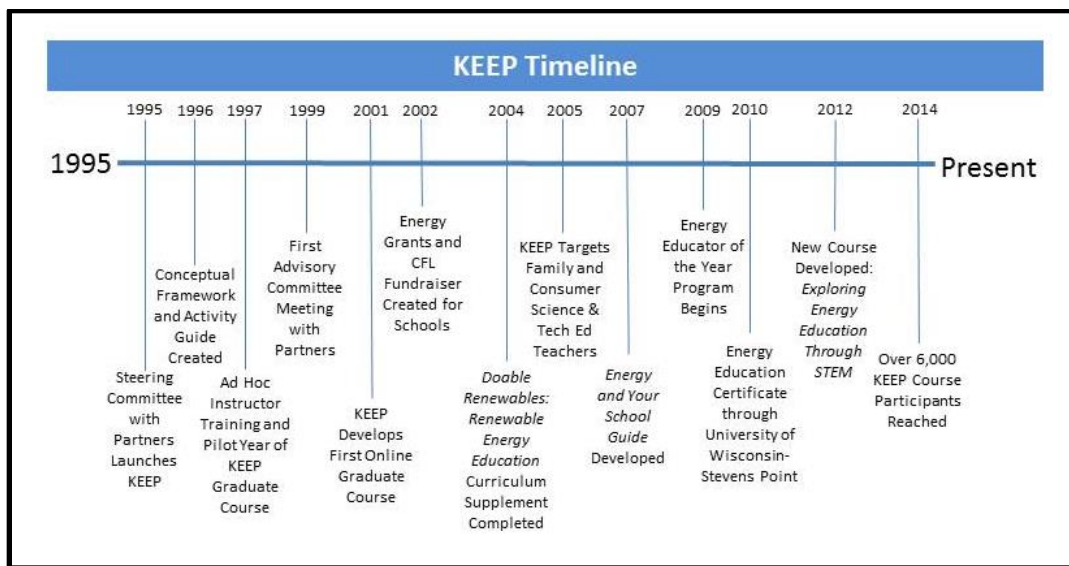 KEEP Timeline
1995 1996 1997 1999 2001 2002 2004 2005 2007 2009 2010 2012 2014
1995
Present
Steering
Committee
with
Partners
Launches
KEEP
Conceptual
Framework
and Activity
Guide
Created
Ad Hoc
Instructor
Training and
Pilot Year of
KEEP
Graduate
Course
First
Advisory
Committee
Meeting
with
Partners
KEEP
Develops
First Online
Graduate
Course
Energy
Grants and
CFL
Fundraiser
Created for
Schools
Doable
Renewables:
Renewable
Energy
Education
Curriculum
Supplement
Completed
KEEP Targets
Family and
Consumer
Science &
Tech Ed
Teachers
Energy
and Your
School
Guide
Developed
Energy
Educator of
the Year
Program
Begins
Energy
Education
Certificate
through
University of
Wisconsin-
Stevens Point
New Course
Developed:
Exploring
Energy
Education
Through
STEM
Over 6,000
KEEP Course
Participants
Reached